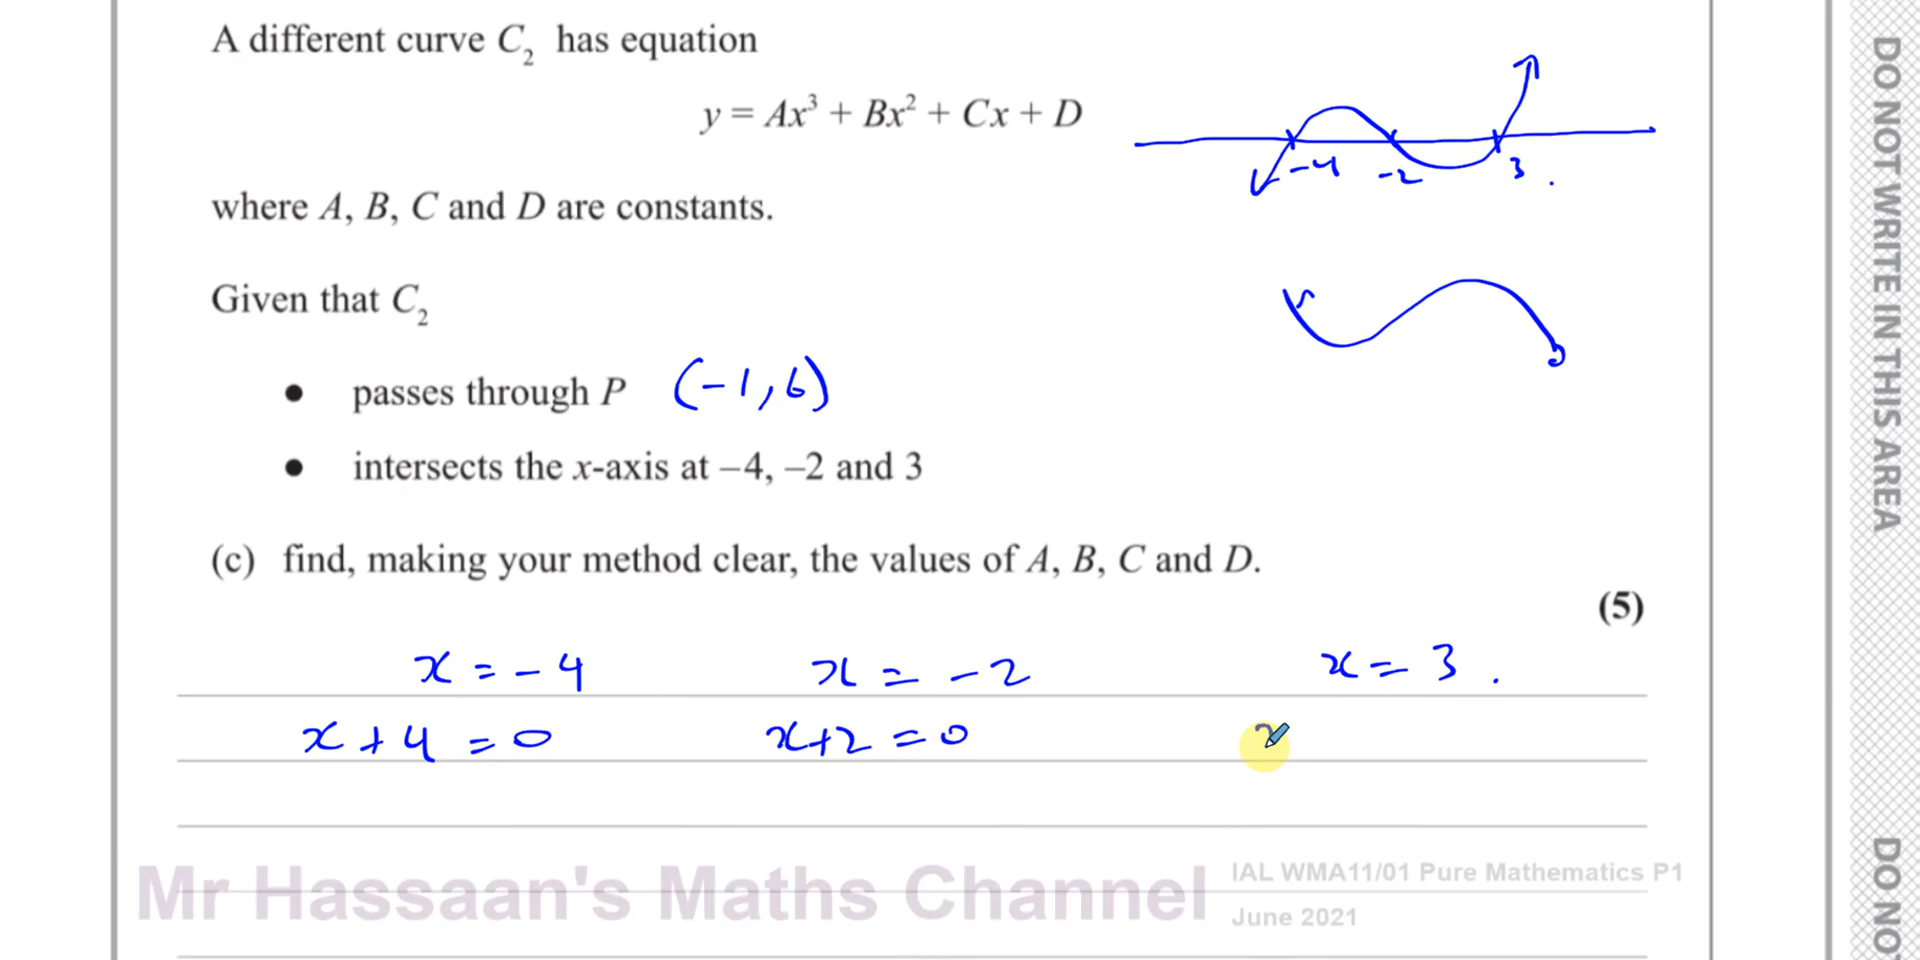 A different curve C₂ has equation
y = Ax³ + Bx² + Cx + D
where A, B, C and D are constants.
-4 -2 3 .
Given that C₂
• passes through P (-1, 6)
• intersects the x-axis at –4, –2 and 3
(c) find, making your method clear, the values of A, B, C and D.
(5)
x = -4 x = -2 x = 3 .
x + 4 = 0 x+2 = 0
Mr Hassaan's Maths Channel
IAL WMA11/01 Pure Mathematics P1
June 2021
DO NOT WRITE IN THIS AREA
DO NO